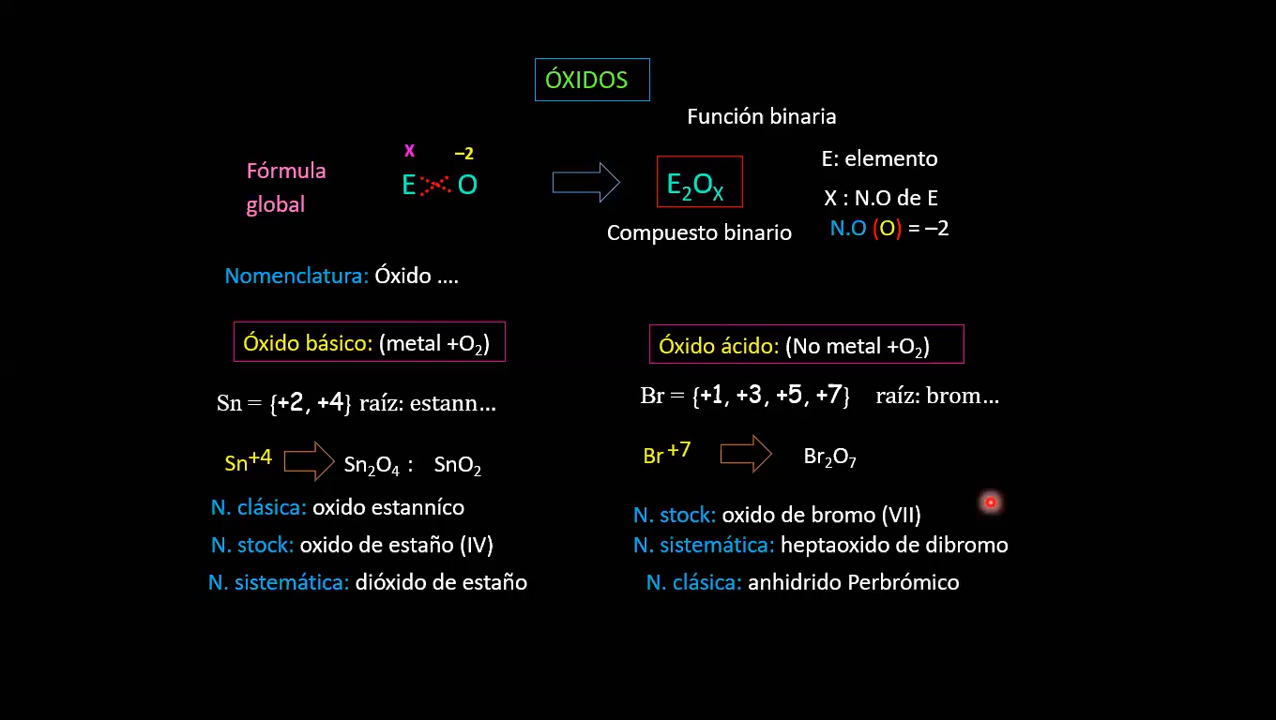 ÓXIDOS
Función binaria
Fórmula
global
X –2
E O
E₂Oₓ
Compuesto binario
E: elemento
X : N.O de E
N.O (O) = –2
Nomenclatura: Óxido ....
Óxido básico: (metal +O₂)
Sn = {+2, +4} raíz: estann...
Sn+4 Sn₂O₄ : SnO₂
N. clásica: oxido estanníco
N. stock: oxido de estaño (IV)
N. sistemática: dióxido de estaño
Óxido ácido: (No metal +O₂)
Br = {+1, +3, +5, +7} raíz: brom...
Br +7 Br₂O₇
N. stock: oxido de bromo (VII)
N. sistemática: heptaoxido de dibromo
N. clásica: anhidrido Perbrómico